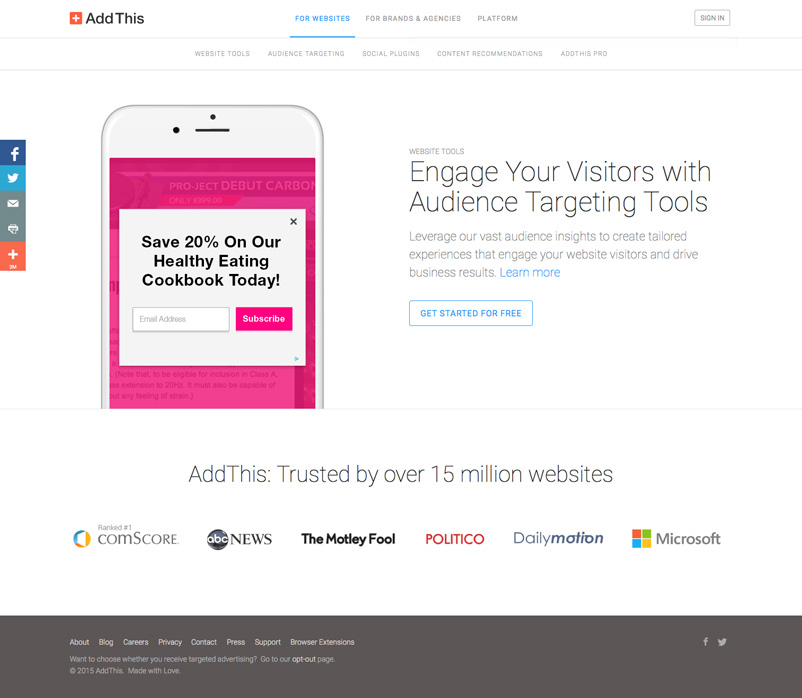 AddThis
FOR WEBSITES
FOR BRANDS & AGENCIES
PLATFORM
SIGN IN
WEBSITE TOOLS
AUDIENCE TARGETING
SOCIAL PLUGINS
CONTENT RECOMMENDATIONS
ADDTHIS PRO
3M
PRO-JECT DEBUT CARBON
ONLY $399.00
Save 20% On Our
Healthy Eating
Cookbook Today!
Email Address
Subscribe
(Note that, to be eligible for inclusion in Class A,
extension to 20Hz. It must also be capable of
any feeling of strain.)
WEBSITE TOOLS
Engage Your Visitors with
Audience Targeting Tools
Leverage our vast audience insights to create tailored
experiences that engage your website visitors and drive
business results. Learn more
GET STARTED FOR FREE
AddThis: Trusted by over 15 million websites
Ranked #1
comScore.
abc NEWS
The Motley Fool
POLITICO
Dailymotion
Microsoft
About Blog Careers Privacy Contact Press Support Browser Extensions
Want to choose whether you receive targeted advertising? Go to our opt-out page.
© 2015 AddThis. Made with Love.